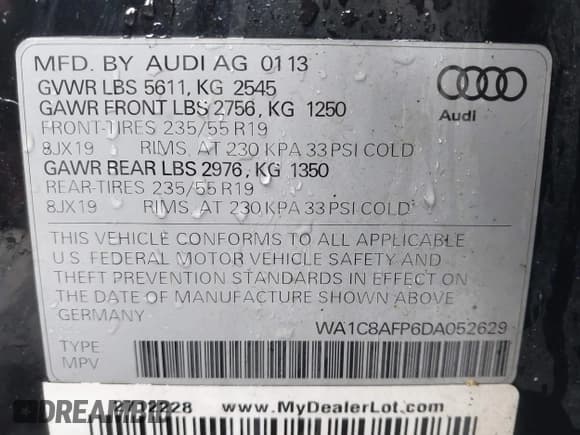 MFD. BY AUDI AG 01 13
GVWR LBS 5611, KG 2545
GAWR FRONT LBS 2756, KG 1250
FRONT-TIRES 235/55 R19
8JX19 RIMS, AT 230 KPA 33 PSI COLD
GAWR REAR LBS 2976, KG 1350
REAR-TIRES 235/55 R19
8JX19 RIMS, AT 230 KPA 33 PSI COLD
Audi
THIS VEHICLE CONFORMS TO ALL APPLICABLE
U.S. FEDERAL MOTOR VEHICLE SAFETY AND
THEFT PREVENTION STANDARDS IN EFFECT ON
THE DATE OF MANUFACTURE SHOWN ABOVE
GERMANY
WA1C8AFP6DA052629
TYPE
MPV
www.MyDealerLot.com
DREAMBID